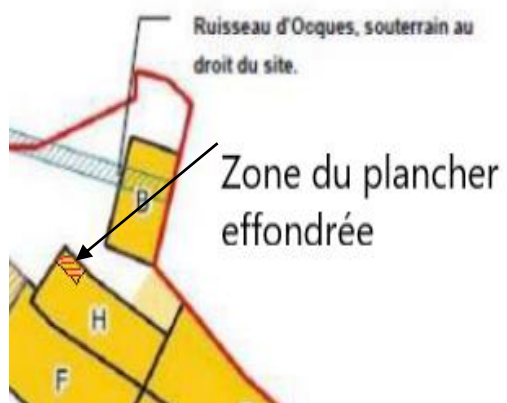 Ruisseau d'Ocques, souterrain au
droit du site.
Zone du plancher
effondrée
B
H
F